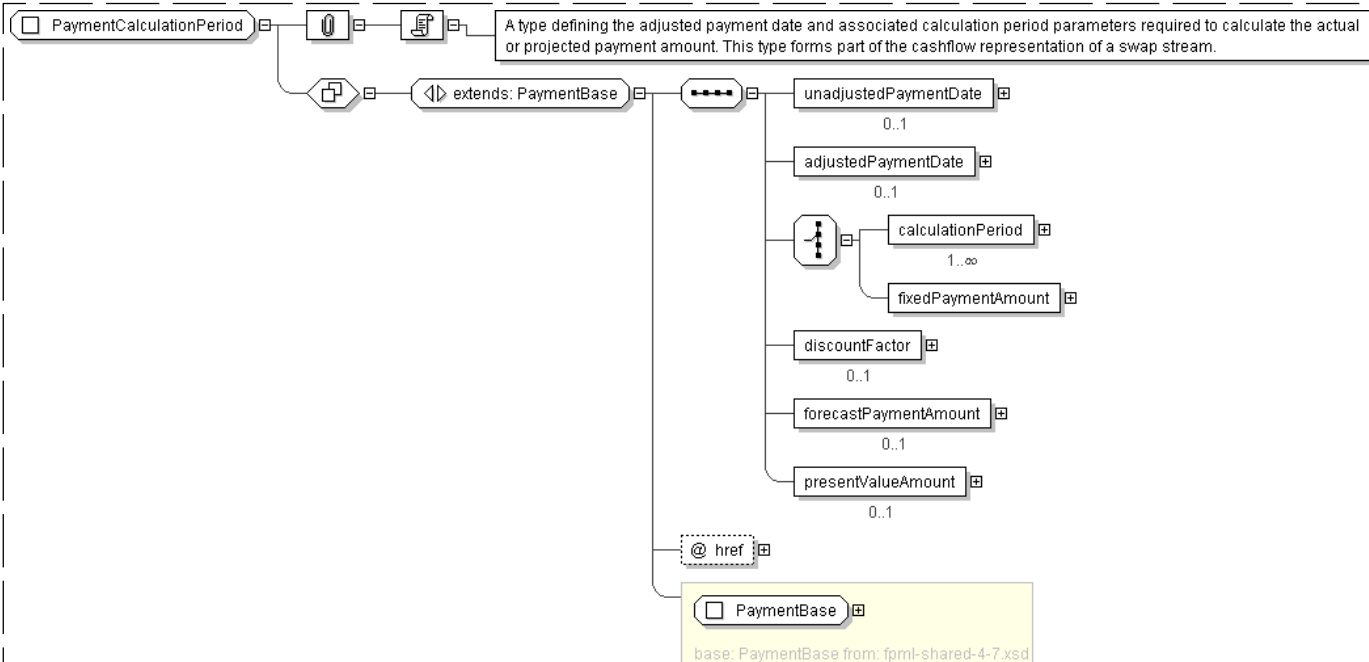 PaymentCalculationPeriod
A type defining the adjusted payment date and associated calculation period parameters required to calculate the actual
or projected payment amount. This type forms part of the cashflow representation of a swap stream.
extends: PaymentBase
unadjustedPaymentDate
0..1
adjustedPaymentDate
0..1
calculationPeriod
1..∞
fixedPaymentAmount
discountFactor
0..1
forecastPaymentAmount
0..1
presentValueAmount
0..1
@ href
PaymentBase
base: PaymentBase from: fpml-shared-4-7.xsd